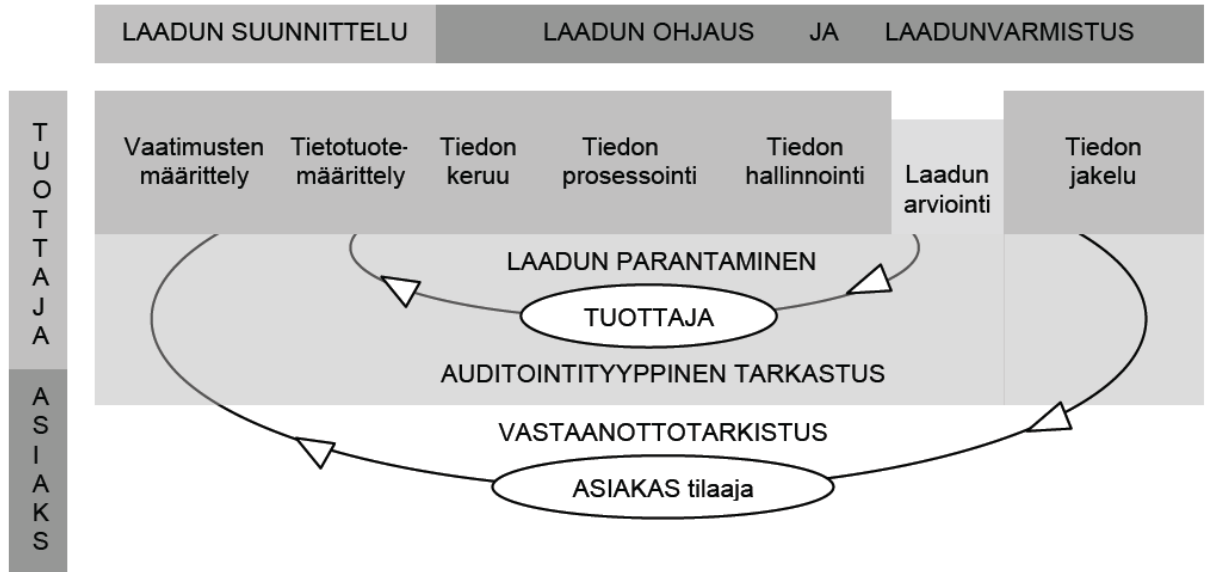 LAADUN SUUNNITTELU
LAADUN OHJAUS JA LAADUNVARMISTUS
TUOTTAJA
Vaatimusten
määrittely
Tietotuote-
määrittely
Tiedon
keruu
Tiedon
prosessointi
Tiedon
hallinnointi
Laadun
arviointi
Tiedon
jakelu
LAADUN PARANTAMINEN
TUOTTAJA
AUDITOINTITYYPPINEN TARKASTUS
ASIAKS
VASTAANOTTOTARKISTUS
ASIAKAS tilaaja